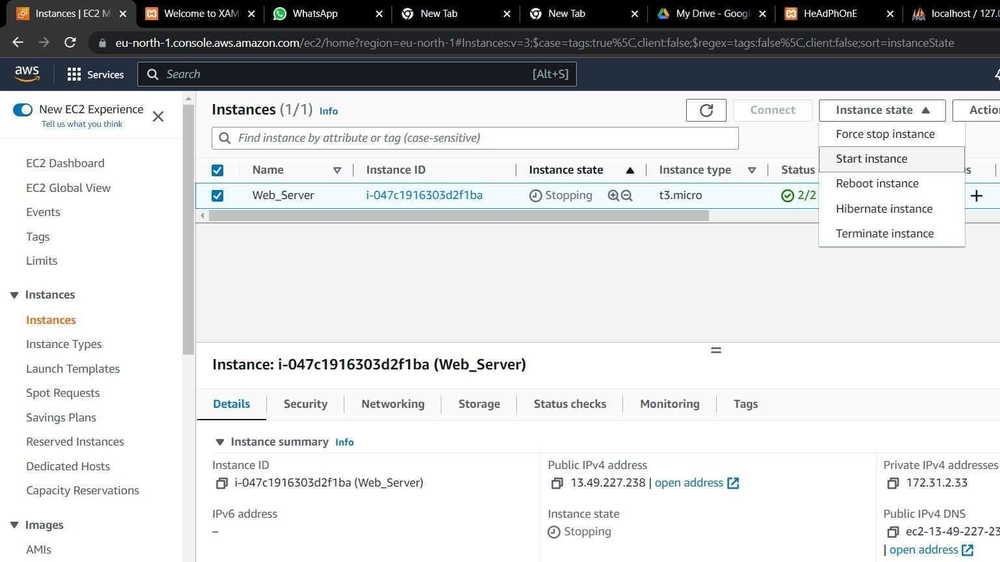 Instances | EC2 M
Welcome to XAM
WhatsApp
New Tab
New Tab
My Drive - Googl
HeAdPhOnE
localhost / 127.0
eu-north-1.console.aws.amazon.com/ec2/home?region=eu-north-1#Instances:v=3;$case=tags:true%5C,client:false;$regex=tags:false%5C,client:false;sort=instanceState
aws
Services
Search
[Alt+S]
New EC2 Experience
Tell us what you think
EC2 Dashboard
EC2 Global View
Events
Tags
Limits
Instances
Instances
Instance Types
Launch Templates
Spot Requests
Savings Plans
Reserved Instances
Dedicated Hosts
Capacity Reservations
Images
AMIs
Instances (1/1) Info
Connect
Instance state
Actio
Find instance by attribute or tag (case-sensitive)
Force stop instance
Start instance
Reboot instance
Hibernate instance
Terminate instance
Name
Instance ID
Instance state
Instance type
Status
s
Web_Server
i-047c1916303d2f1ba
Stopping
t3.micro
2/2
Instance: i-047c1916303d2f1ba (Web_Server)
Details
Security
Networking
Storage
Status checks
Monitoring
Tags
Instance summary Info
Instance ID
i-047c1916303d2f1ba (Web_Server)
Public IPv4 address
13.49.227.238 | open address
Private IPv4 addresses
172.31.2.33
IPv6 address
–
Instance state
Stopping
Public IPv4 DNS
ec2-13-49-227-23
| open address